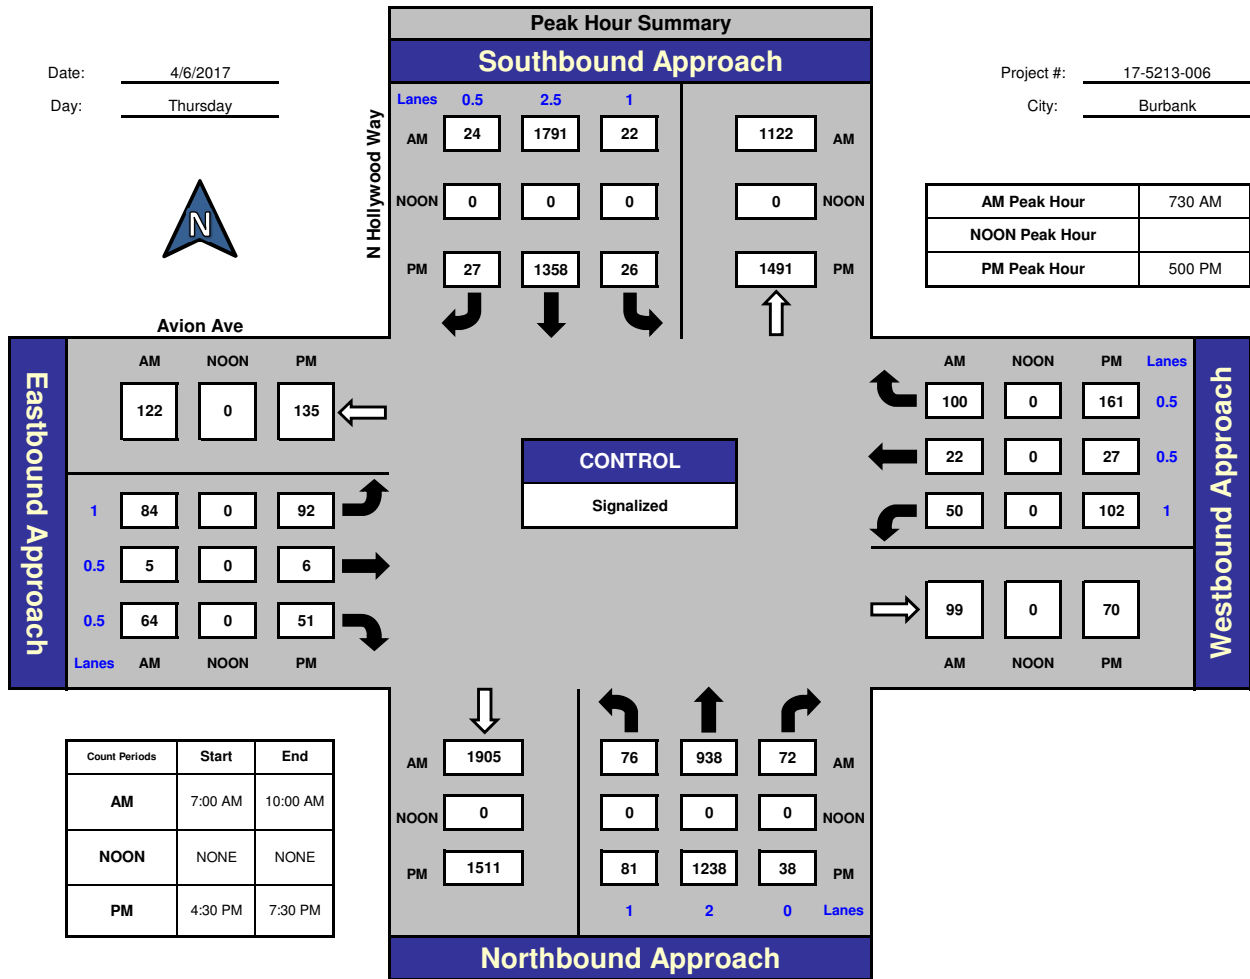 Peak Hour Summary
Southbound Approach
Date: 4/6/2017
Day: Thursday
Project #: 17-5213-006
City: Burbank
N Hollywood Way
Lanes 0.5 2.5 1
AM 24 1791 22 1122 AM
NOON 0 0 0 0 NOON
PM 27 1358 26 1491 PM
N
AM Peak Hour 730 AM
NOON Peak Hour
PM Peak Hour 500 PM
Avion Ave
Eastbound Approach
AM NOON PM
122 0 135
1 84 0 92
0.5 5 0 6
0.5 64 0 51
Lanes AM NOON PM
CONTROL
Signalized
AM NOON PM Lanes
100 0 161 0.5
22 0 27 0.5
50 0 102 1
99 0 70
AM NOON PM
Westbound Approach
Count Periods Start End
AM 7:00 AM 10:00 AM
NOON NONE NONE
PM 4:30 PM 7:30 PM
AM 1905 76 938 72 AM
NOON 0 0 0 0 NOON
PM 1511 81 1238 38 PM
1 2 0 Lanes
Northbound Approach